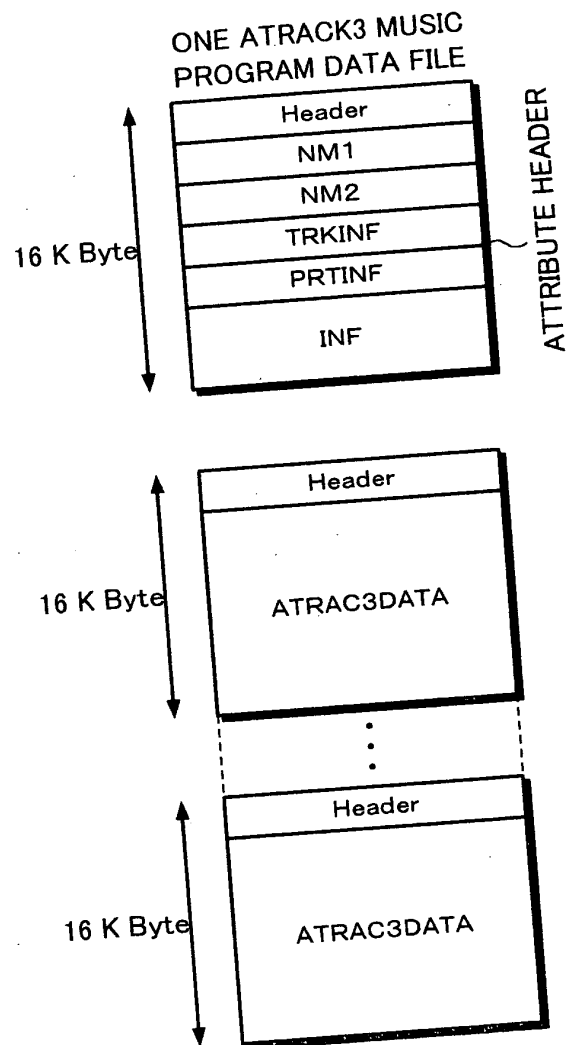 ONE ATRACK3 MUSIC
PROGRAM DATA FILE
Header
NM1
NM2
TRKINF
PRTINF
INF
16 K Byte
ATTRIBUTE HEADER
Header
ATRAC3DATA
16 K Byte
Header
ATRAC3DATA
16 K Byte